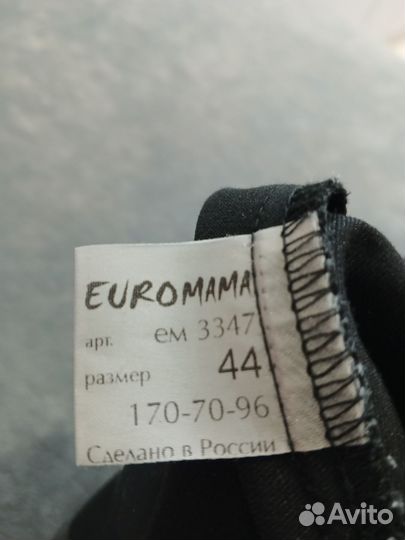 EUROMAMA
арт. ем 3347
размер 44
170-70-96
Сделано в России
Avito